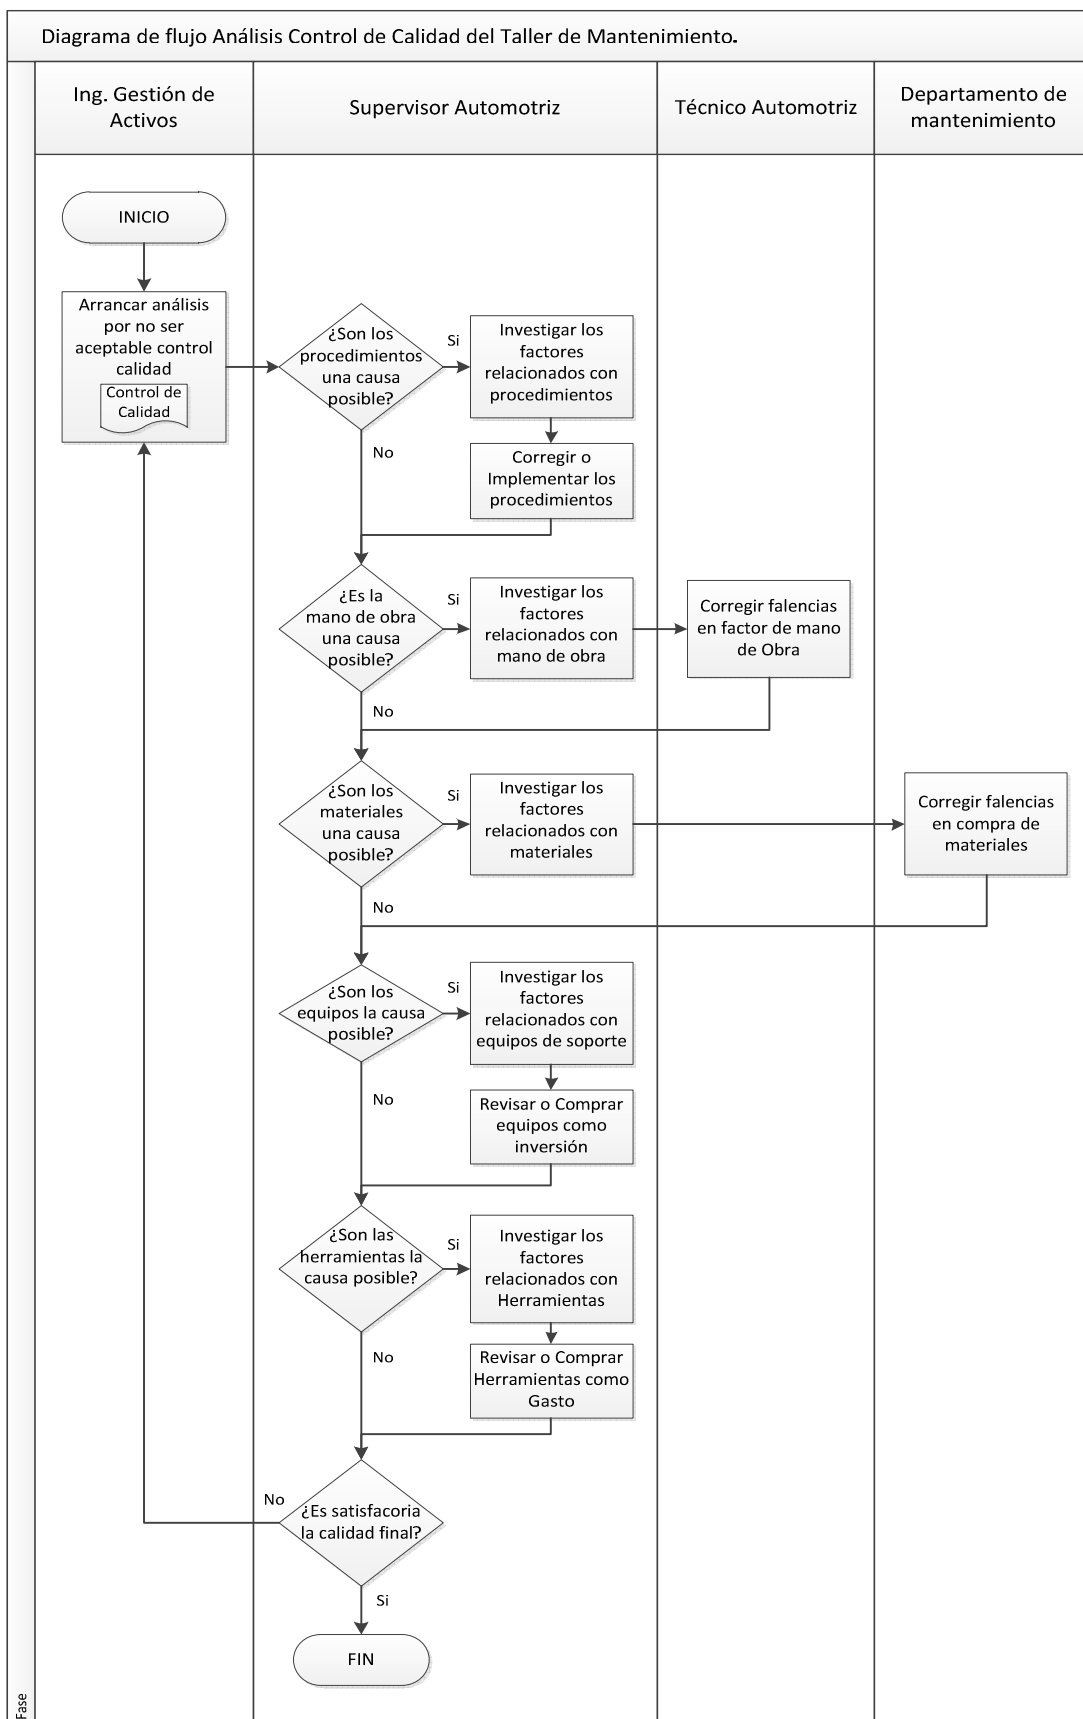 Diagrama de flujo Análisis Control de Calidad del Taller de Mantenimiento.
Ing. Gestión de
Activos
Supervisor Automotriz
Técnico Automotriz
Departamento de
mantenimiento
INICIO
Arrancar análisis
por no ser
aceptable control
calidad
Control de
Calidad
¿Son los
procedimientos
una causa
posible?
Si
Investigar los
factores
relacionados con
procedimientos
No
Corregir o
Implementar los
procedimientos
¿Es la
mano de obra
una causa
posible?
Si
Investigar los
factores
relacionados con
mano de obra
Corregir falencias
en factor de mano
de Obra
No
¿Son los
materiales
una causa
posible?
Si
Investigar los
factores
relacionados con
materiales
Corregir falencias
en compra de
materiales
No
¿Son los
equipos la causa
posible?
Si
Investigar los
factores
relacionados con
equipos de soporte
No
Revisar o Comprar
equipos como
inversión
¿Son las
herramientas la
causa posible?
Si
Investigar los
factores
relacionados con
Herramientas
No
Revisar o Comprar
Herramientas como
Gasto
No
¿Es satisfacoria
la calidad final?
Si
FIN
Fase